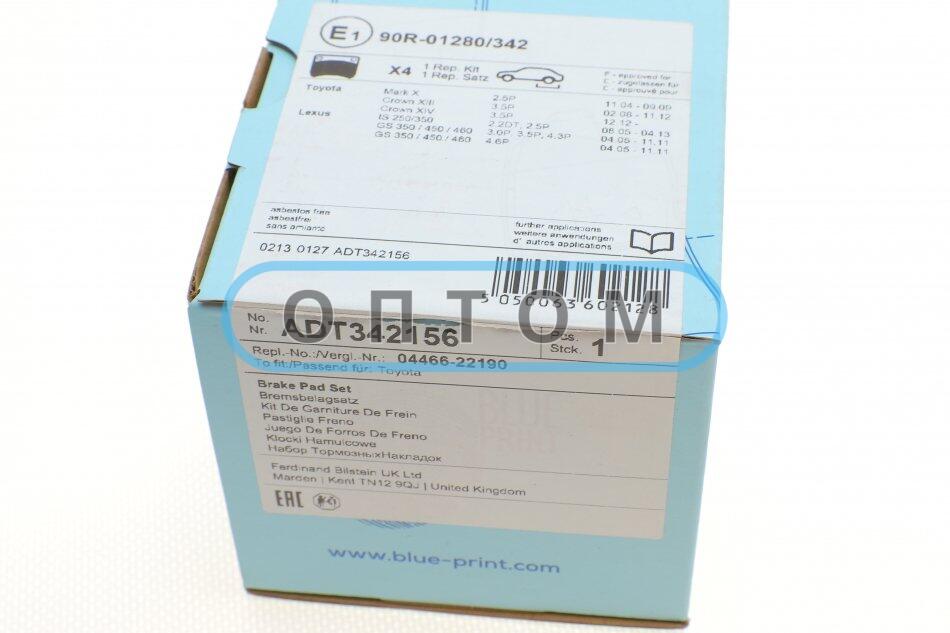 E1 90R-01280/342
X4 1 Rep. Kit
1 Rep. Satz
F - approved for
E - zugelassen für
E - approuvé pour
Toyota Mark X 2.5P 11.04 - 09.09
Crown XIII 3.5P 02.08 - 11.12
Crown XIV 3.5P 12.12 -
Lexus IS 250/350 2.2DT, 2.5P 08.05 - 04.13
GS 350 / 450 / 460 3.0P, 3.5P, 4.3P 04.05 - 11.11
GS 350 / 450 / 460 4.6P 04.05 - 11.11
asbestos free
asbestfrei
sans amiante
further applications
weitere anwendungen
d' autres applications
0213 0127 ADT342156
5 050063 602128
ОПТОМ
No.
Nr. ADT342156
Pcs.
Stck. 1
Repl.-No.:/Vergl.-Nr.: 04466-22190
To fit:/Passend für: Toyota
Brake Pad Set
Bremsbelagsatz
Kit De Garniture De Frein
Pastiglie Freno
Juego De Forros De Freno
Klocki Hamulcowe
Набор ТормозныхНакладок
BLUE
PRINT
Ferdinand Bilstein UK Ltd
Marden | Kent TN12 9QJ | United Kingdom
EAC
www.blue-print.com